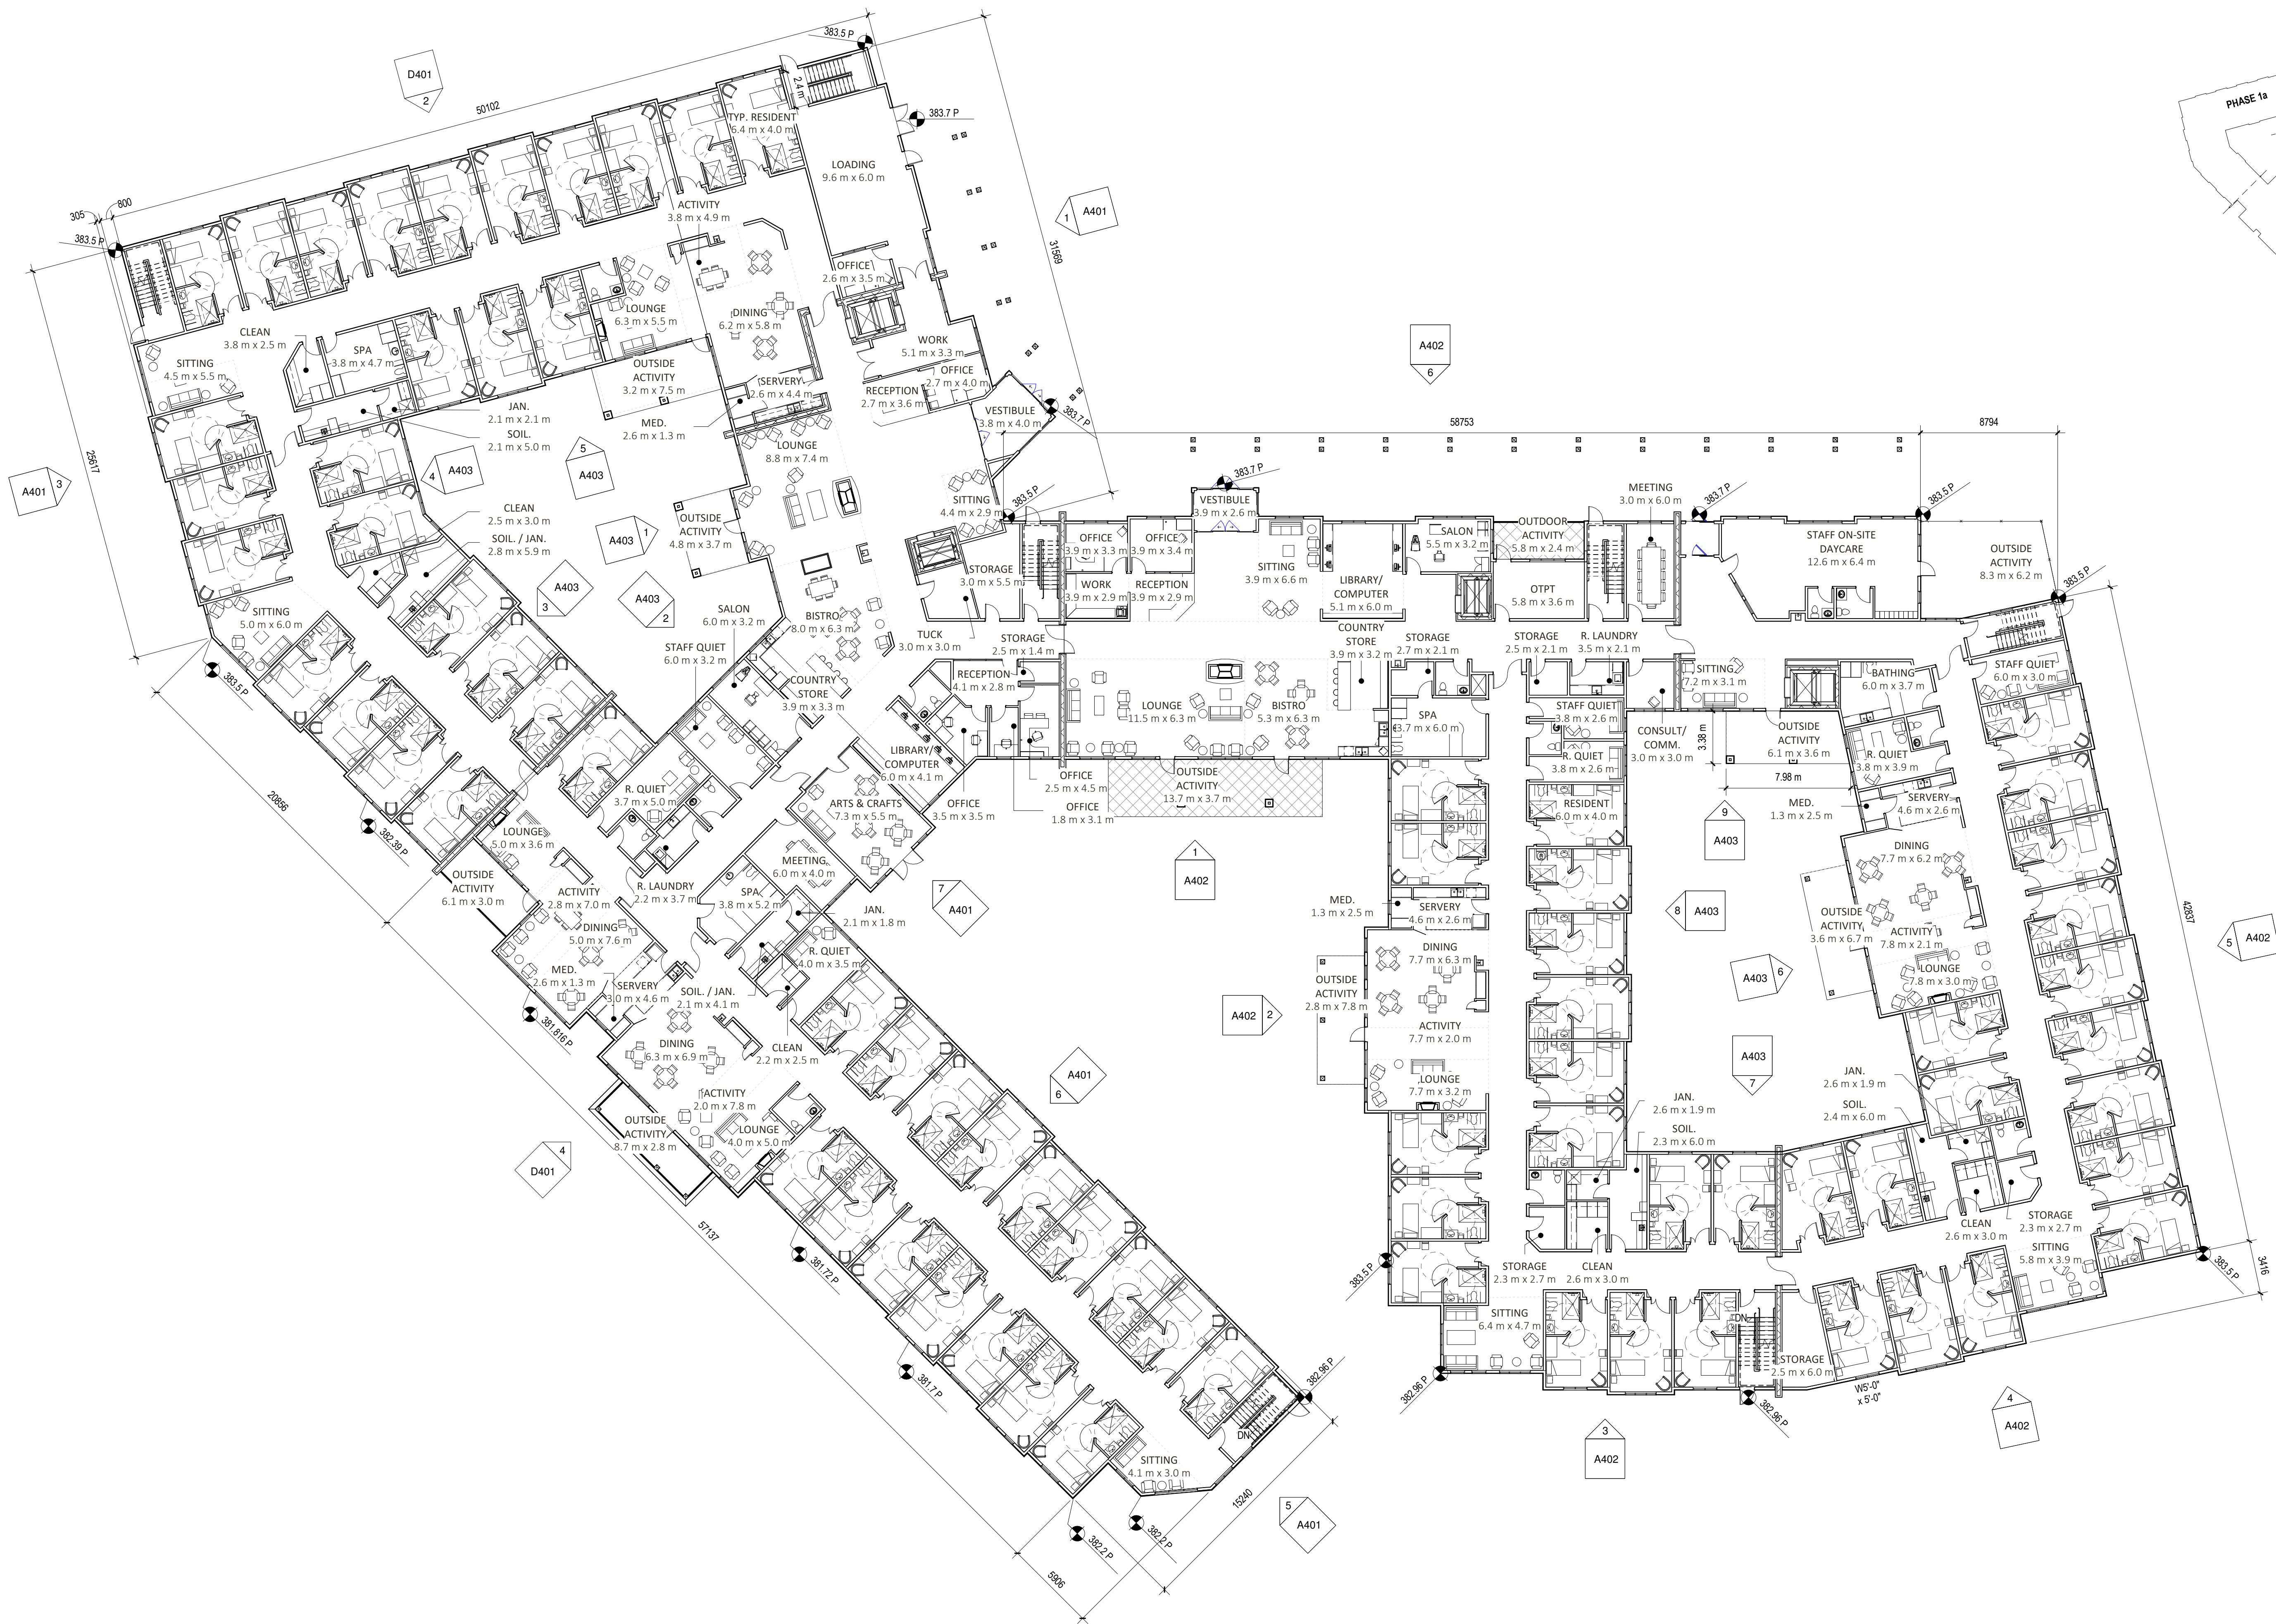 383.5 P
D401
2
50102
2.4 m
383.7 P
PHASE 1a
TYP. RESIDENT
6.4 m x 4.0 m
LOADING
9.6 m x 6.0 m
305
800
383.5 P
ACTIVITY
3.8 m x 4.9 m
1
A401
31569
OFFICE
2.6 m x 3.5 m
LOUNGE
6.3 m x 5.5 m
DINING
6.2 m x 5.8 m
CLEAN
3.8 m x 2.5 m
SPA
3.8 m x 4.7 m
SITTING
4.5 m x 5.5 m
WORK
5.1 m x 3.3 m
OUTSIDE
ACTIVITY
3.2 m x 7.5 m
OFFICE
2.7 m x 4.0 m
SERVERY
2.6 m x 4.4 m
RECEPTION
2.7 m x 3.6 m
A402
6
JAN.
2.1 m x 2.1 m
SOIL.
2.1 m x 5.0 m
MED.
2.6 m x 1.3 m
VESTIBULE
3.8 m x 4.0 m
383.7 P
58753
8794
LOUNGE
8.8 m x 7.4 m
25617
A401
3
4
A403
5
A403
SITTING
4.4 m x 2.9 m
383.5 P
383.7 P
VESTIBULE
3.9 m x 2.6 m
MEETING
3.0 m x 6.0 m
383.7 P
383.5 P
CLEAN
2.5 m x 3.0 m
SOIL. / JAN.
2.8 m x 5.9 m
A403
1
OUTSIDE
ACTIVITY
4.8 m x 3.7 m
OFFICE
3.9 m x 3.3 m
OFFICE
3.9 m x 3.4 m
SALON
5.5 m x 3.2 m
OUTDOOR
ACTIVITY
5.8 m x 2.4 m
STAFF ON-SITE
DAYCARE
12.6 m x 6.4 m
OUTSIDE
ACTIVITY
8.3 m x 6.2 m
383.5 P
STORAGE
3.0 m x 5.5 m
WORK
3.9 m x 2.9 m
RECEPTION
3.9 m x 2.9 m
SITTING
3.9 m x 6.6 m
LIBRARY/
COMPUTER
5.1 m x 6.0 m
OTPT
5.8 m x 3.6 m
A403
3
A403
2
SITTING
5.0 m x 6.0 m
SALON
6.0 m x 3.2 m
BISTRO
8.0 m x 6.3 m
TUCK
3.0 m x 3.0 m
STORAGE
2.5 m x 1.4 m
COUNTRY
STORE
3.9 m x 3.2 m
STORAGE
2.7 m x 2.1 m
STORAGE
2.5 m x 2.1 m
R. LAUNDRY
3.5 m x 2.1 m
STAFF QUIET
6.0 m x 3.2 m
383.5 P
COUNTRY
STORE
3.9 m x 3.3 m
RECEPTION
4.1 m x 2.8 m
SITTING
7.2 m x 3.1 m
BATHING
6.0 m x 3.7 m
STAFF QUIET
6.0 m x 3.0 m
LOUNGE
11.5 m x 6.3 m
BISTRO
5.3 m x 6.3 m
SPA
3.7 m x 6.0 m
STAFF QUIET
3.8 m x 2.6 m
CONSULT/
COMM.
3.0 m x 3.0 m
3.38 m
OUTSIDE
ACTIVITY
6.1 m x 3.6 m
R. QUIET
3.8 m x 3.9 m
R. QUIET
3.8 m x 2.6 m
7.98 m
LIBRARY/
COMPUTER
6.0 m x 4.1 m
OFFICE
2.5 m x 4.5 m
OUTSIDE
ACTIVITY
13.7 m x 3.7 m
R. QUIET
3.7 m x 5.0 m
ARTS & CRAFTS
7.3 m x 5.5 m
OFFICE
3.5 m x 3.5 m
OFFICE
1.8 m x 3.1 m
RESIDENT
6.0 m x 4.0 m
9
A403
MED.
1.3 m x 2.5 m
SERVERY
4.6 m x 2.6 m
20856
382.39 P
LOUNGE
5.0 m x 3.6 m
DINING
7.7 m x 6.2 m
OUTSIDE
ACTIVITY
6.1 m x 3.0 m
ACTIVITY
2.8 m x 7.0 m
R. LAUNDRY
2.2 m x 3.7 m
MEETING
6.0 m x 4.0 m
SPA
3.8 m x 5.2 m
JAN.
2.1 m x 1.8 m
7
A401
1
A402
MED.
1.3 m x 2.5 m
SERVERY
4.6 m x 2.6 m
8
A403
OUTSIDE
ACTIVITY
3.6 m x 6.7 m
ACTIVITY
7.8 m x 2.1 m
42837
5
A402
DINING
5.0 m x 7.6 m
R. QUIET
4.0 m x 3.5 m
DINING
7.7 m x 6.3 m
MED.
2.6 m x 1.3 m
SERVERY
3.0 m x 4.6 m
SOIL. / JAN.
2.1 m x 4.1 m
OUTSIDE
ACTIVITY
2.8 m x 7.8 m
A403
6
LOUNGE
7.8 m x 3.0 m
A402
2
381.816 P
ACTIVITY
7.7 m x 2.0 m
DINING
6.3 m x 6.9 m
CLEAN
2.2 m x 2.5 m
A403
7
A401
6
LOUNGE
7.7 m x 3.2 m
JAN.
2.6 m x 1.9 m
ACTIVITY
2.0 m x 7.8 m
JAN.
2.6 m x 1.9 m
SOIL.
2.4 m x 6.0 m
OUTSIDE
ACTIVITY
8.7 m x 2.8 m
LOUNGE
4.0 m x 5.0 m
SOIL.
2.3 m x 6.0 m
4
D401
57137
381.72 P
CLEAN
2.6 m x 3.0 m
STORAGE
2.3 m x 2.7 m
SITTING
5.8 m x 3.9 m
383.5 P
3416
383.5 P
STORAGE
2.3 m x 2.7 m
CLEAN
2.6 m x 3.0 m
SITTING
6.4 m x 4.7 m
DN
STORAGE
2.5 m x 6.0 m
381.7 P
382.96 P
382.96 P
382.96 P
W5'-0"
x 5'-0"
4
A402
DN
3
A402
SITTING
4.1 m x 3.0 m
15240
5
A401
382.2 P
382.2 P
5906